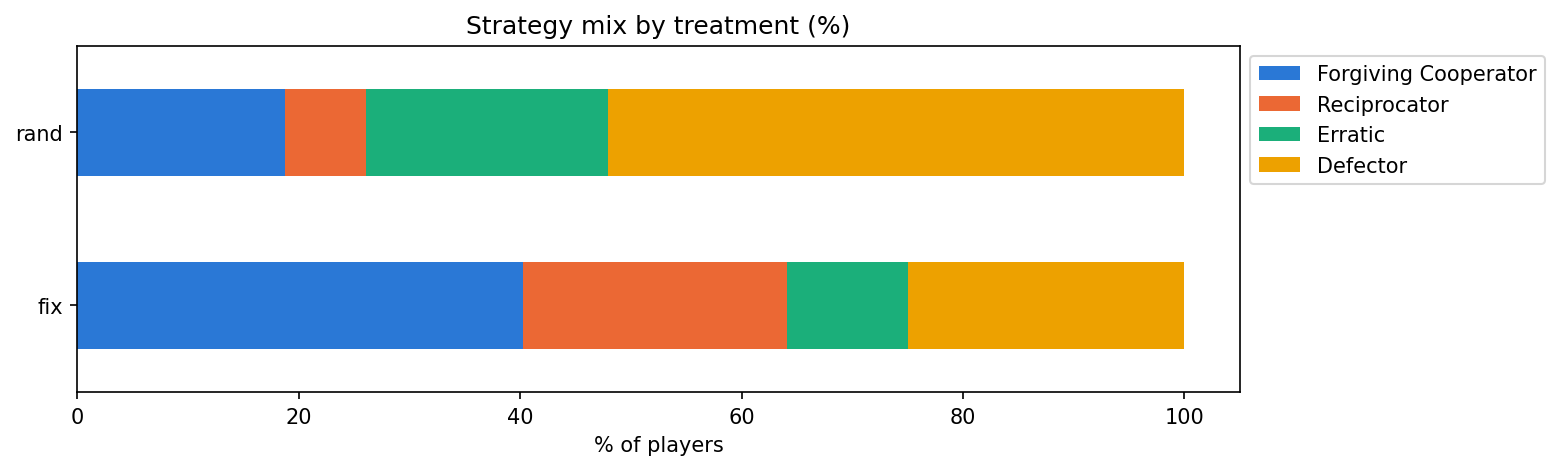 Strategy mix by treatment (%)
rand
fix
0 20 40 60 80 100
% of players
Forgiving Cooperator
Reciprocator
Erratic
Defector